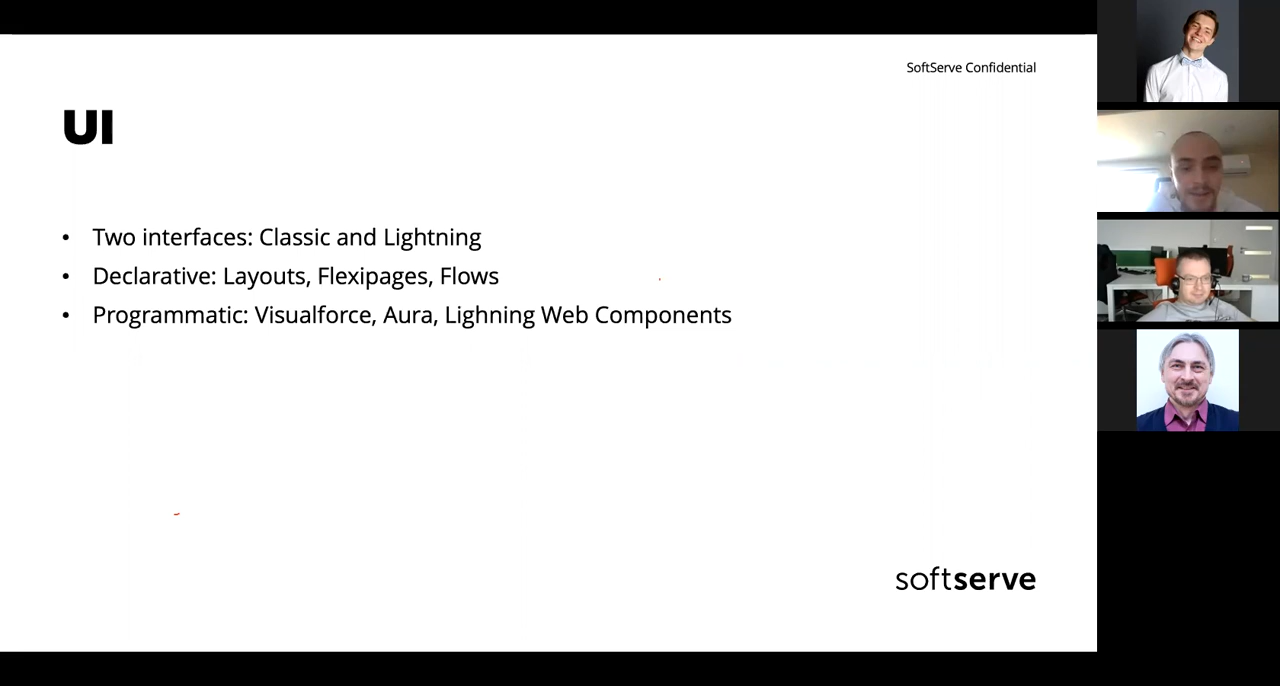 SoftServe Confidential
UI
• Two interfaces: Classic and Lightning
• Declarative: Layouts, Flexipages, Flows
• Programmatic: Visualforce, Aura, Lighning Web Components
softserve